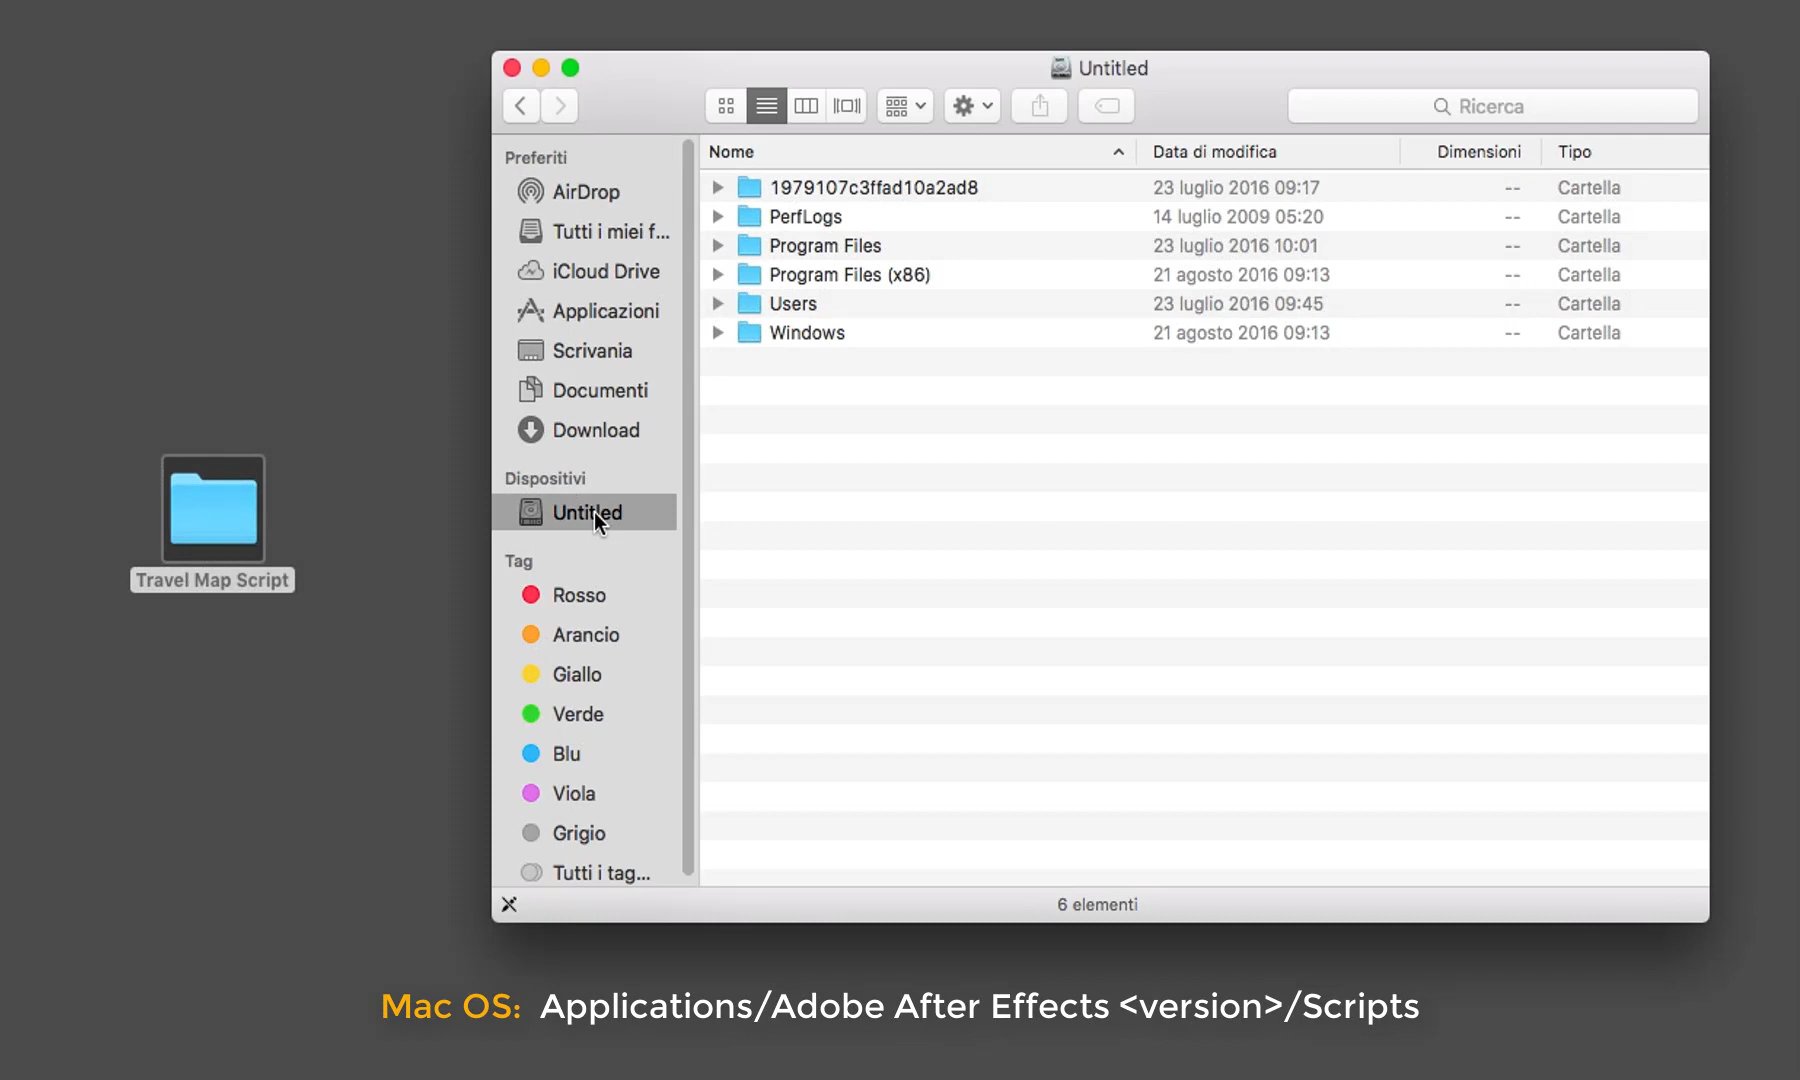 Untitled
Ricerca
Preferiti
AirDrop
Tutti i miei f...
iCloud Drive
Applicazioni
Scrivania
Documenti
Download
Dispositivi
Untitled
Tag
Rosso
Arancio
Giallo
Verde
Blu
Viola
Grigio
Tutti i tag...
Nome Data di modifica Dimensioni Tipo
1979107c3ffad10a2ad8 23 luglio 2016 09:17 -- Cartella
PerfLogs 14 luglio 2009 05:20 -- Cartella
Program Files 23 luglio 2016 10:01 -- Cartella
Program Files (x86) 21 agosto 2016 09:13 -- Cartella
Users 23 luglio 2016 09:45 -- Cartella
Windows 21 agosto 2016 09:13 -- Cartella
6 elementi
Travel Map Script
Mac OS: Applications/Adobe After Effects <version>/Scripts